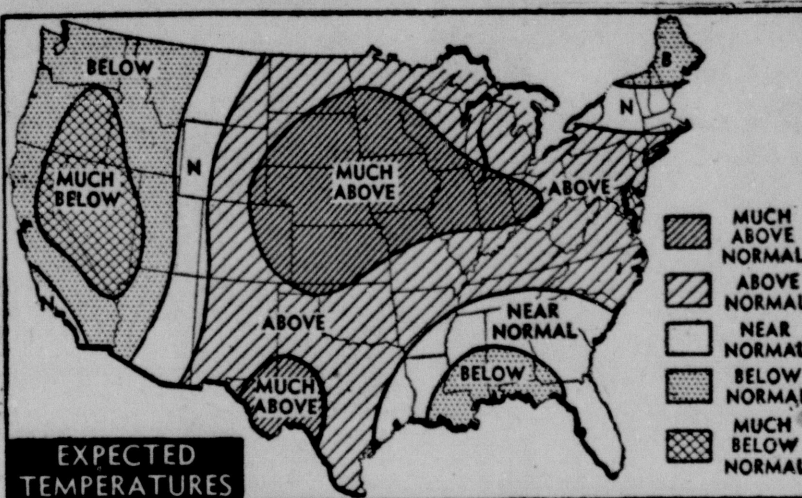 BELOW
B
N
N
MUCH
BELOW
MUCH
ABOVE
ABOVE
MUCH
ABOVE
NORMAL
ABOVE
NORMAL
N
ABOVE
NEAR
NORMAL
NEAR
NORMAL
MUCH
ABOVE
BELOW
BELOW
NORMAL
MUCH
BELOW
NORMAL
EXPECTED
TEMPERATURES